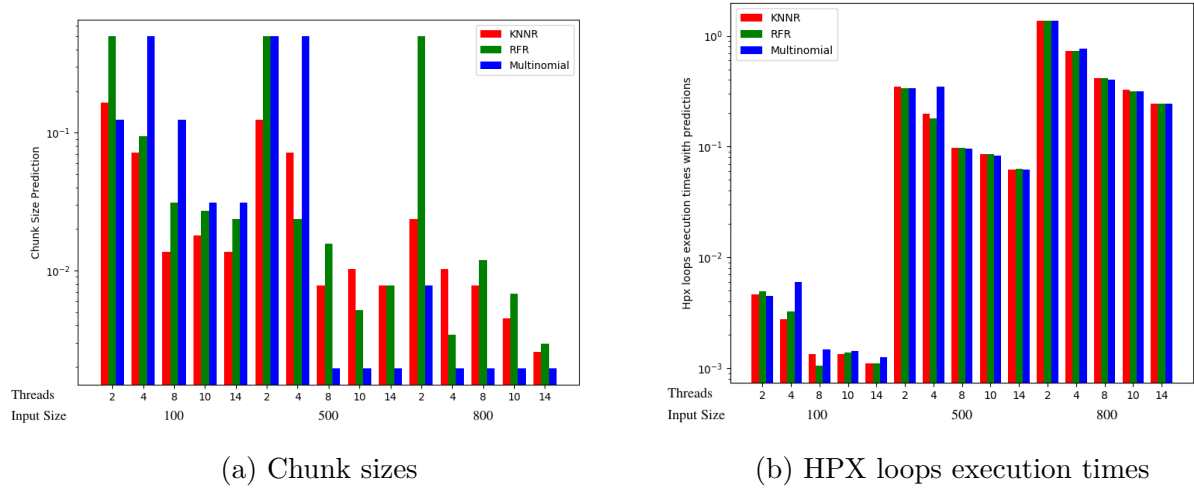 KNNR
RFR
Multinomial
Chunk Size Prediction
10⁻¹
10⁻²
Threads 2 4 8 10 14 2 4 8 10 14 2 4 8 10 14
Input Size 100 500 800
(a) Chunk sizes
KNNR
RFR
Multinomial
Hpx loops execution times with predictions
10⁰
10⁻¹
10⁻²
10⁻³
Threads 2 4 8 10 14 2 4 8 10 14 2 4 8 10 14
Input Size 100 500 800
(b) HPX loops execution times